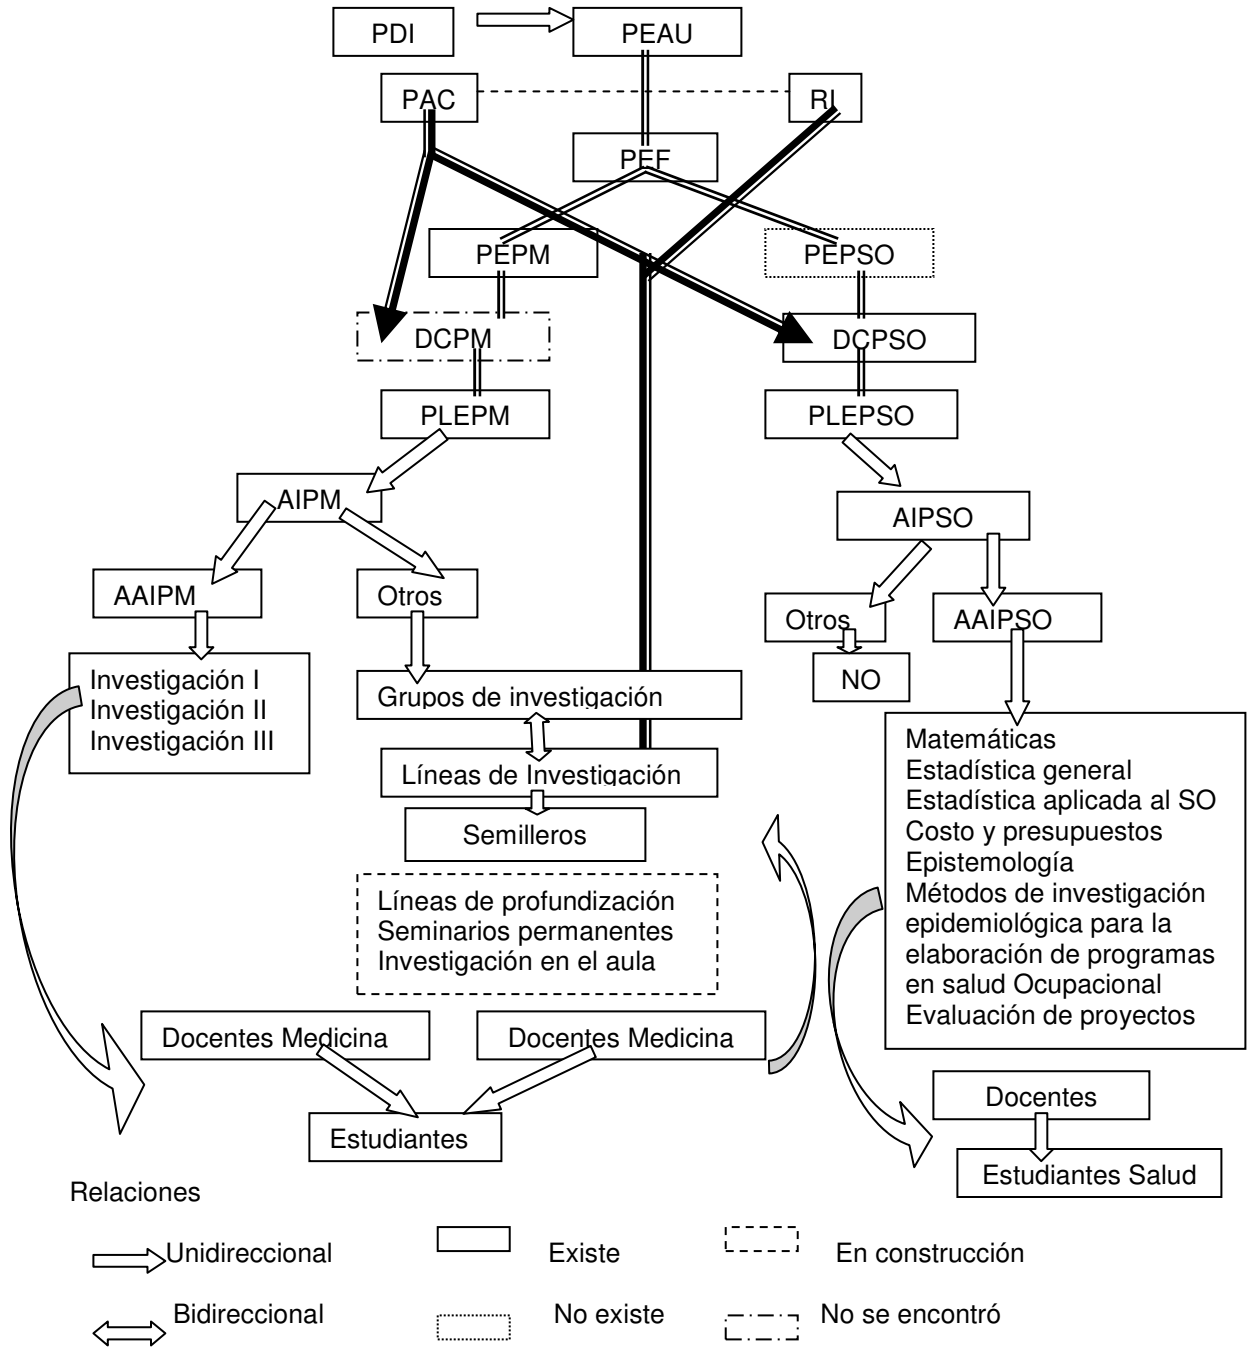 PDI
PEAU
PAC
RI
PEF
PEPM
PEPSO
DCPM
DCPSO
PLEPM
PLEPSO
AIPM
AIPSO
AAIPM
Otros
Otros
AAIPSO
NO
Investigación I
Investigación II
Investigación III
Grupos de investigación
Líneas de Investigación
Semilleros
Líneas de profundización
Seminarios permanentes
Investigación en el aula
Matemáticas
Estadística general
Estadística aplicada al SO
Costo y presupuestos
Epistemología
Métodos de investigación
epidemiológica para la
elaboración de programas
en salud Ocupacional
Evaluación de proyectos
Docentes Medicina
Docentes Medicina
Estudiantes
Docentes
Estudiantes Salud
Relaciones
Unidireccional
Existe
En construcción
Bidireccional
No existe
No se encontró